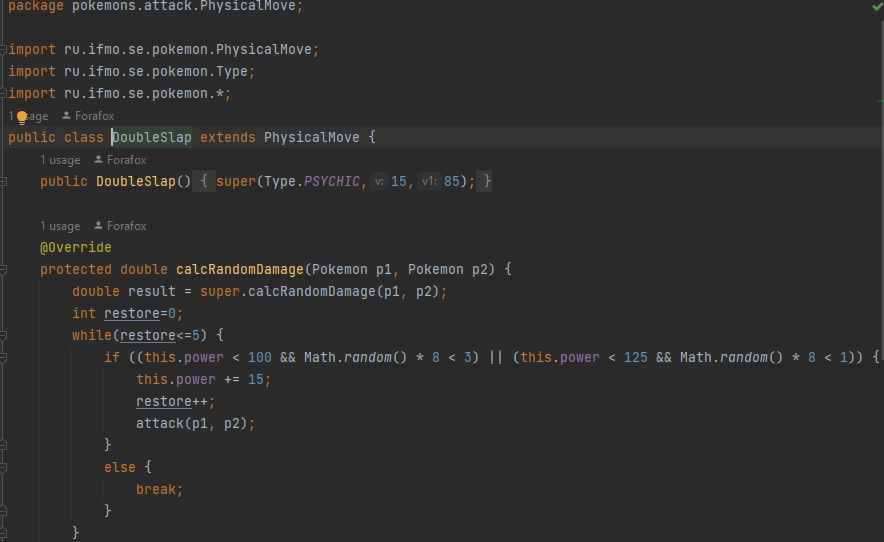 package pokemons.attack.PhysicalMove;
import ru.ifmo.se.pokemon.PhysicalMove;
import ru.ifmo.se.pokemon.Type;
import ru.ifmo.se.pokemon.*;
1 usage Forafox
public class DoubleSlap extends PhysicalMove {
1 usage Forafox
public DoubleSlap() { super(Type.PSYCHIC, v: 15, v1: 85); }
1 usage Forafox
@Override
protected double calcRandomDamage(Pokemon p1, Pokemon p2) {
double result = super.calcRandomDamage(p1, p2);
int restore=0;
while(restore<=5) {
if ((this.power < 100 && Math.random() * 8 < 3) || (this.power < 125 && Math.random() * 8 < 1)) {
this.power += 15;
restore++;
attack(p1, p2);
}
else {
break;
}
}